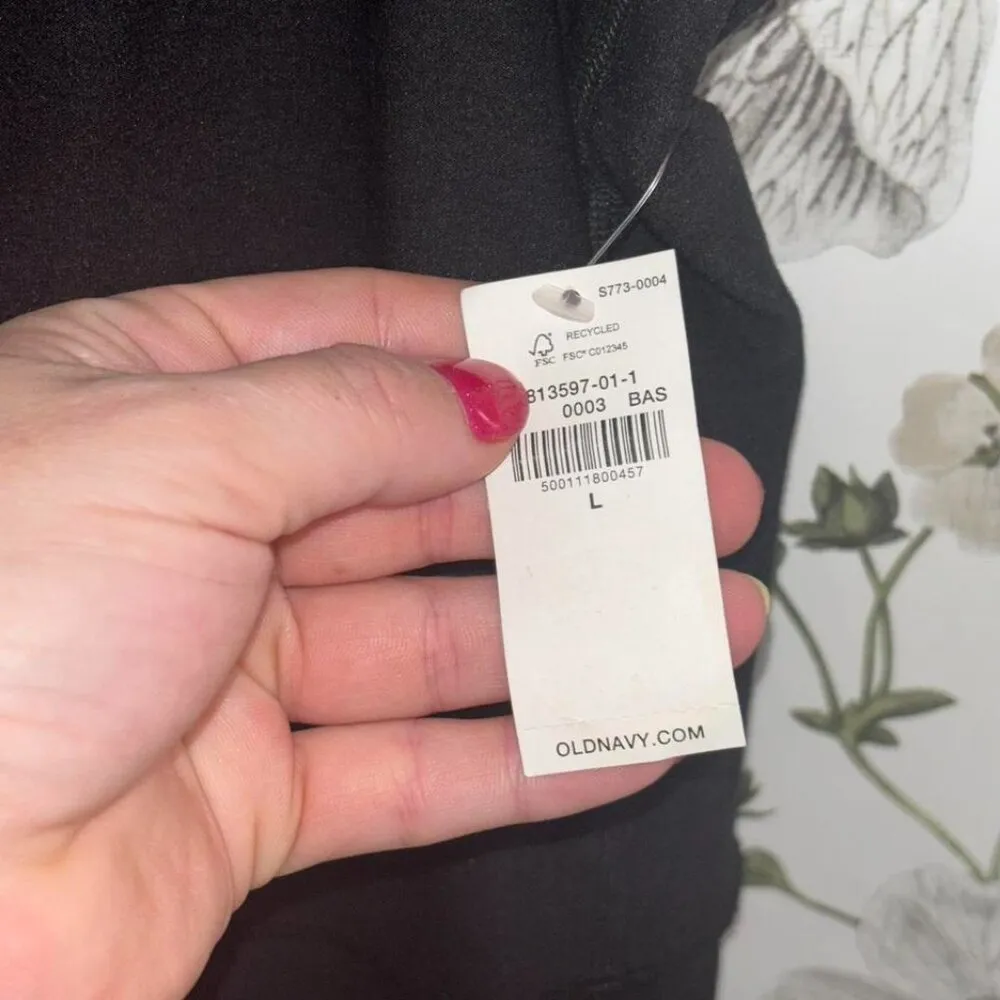 S773-0004
RECYCLED
FSC
FSC® C012345
813597-01-1
0003 BAS
500111800457
L
OLDNAVY.COM